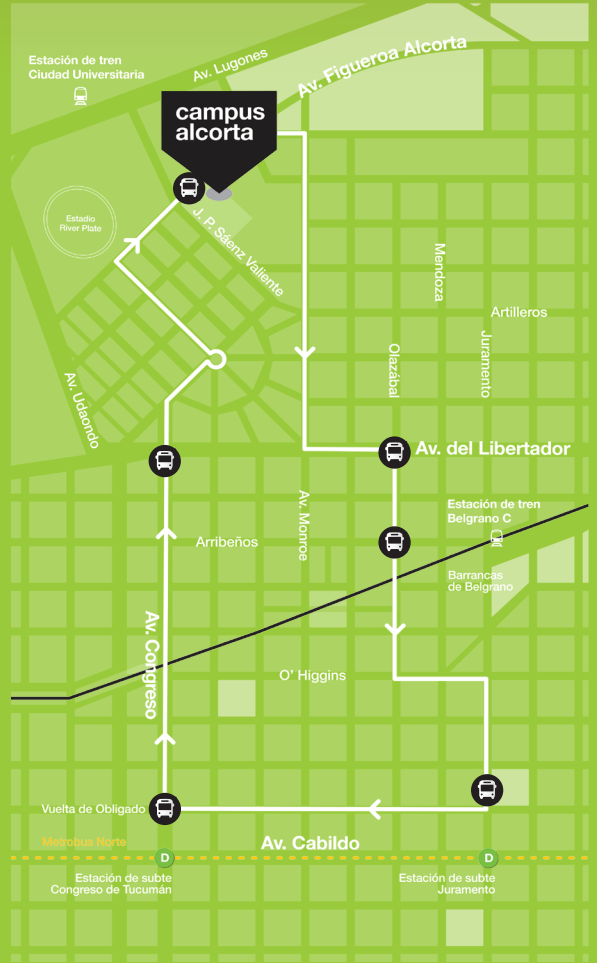 Estación de tren
Ciudad Universitaria
Av. Lugones
Av. Figueroa Alcorta
campus
alcorta
Estadio
River Plate
J. P. Sáenz Valiente
Mendoza
Artilleros
Juramento
Olazábal
Av. Udaondo
Av. del Libertador
Av. Monroe
Estación de tren
Belgrano C
Arribeños
Barrancas
de Belgrano
Av. Congreso
O' Higgins
Vuelta de Obligado
Metrobus Norte
Av. Cabildo
D
D
Estación de subte
Congreso de Tucumán
Estación de subte
Juramento